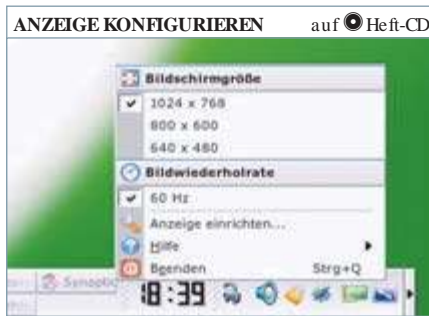 ANZEIGE KONFIGURIEREN auf Heft-CD
Bildschirmgröße
1024 x 768
800 x 600
640 x 480
Bildwiederholrate
60 Hz
Anzeige einrichten...
Hilfe
Beenden Strg+Q
Synaptic
18:39